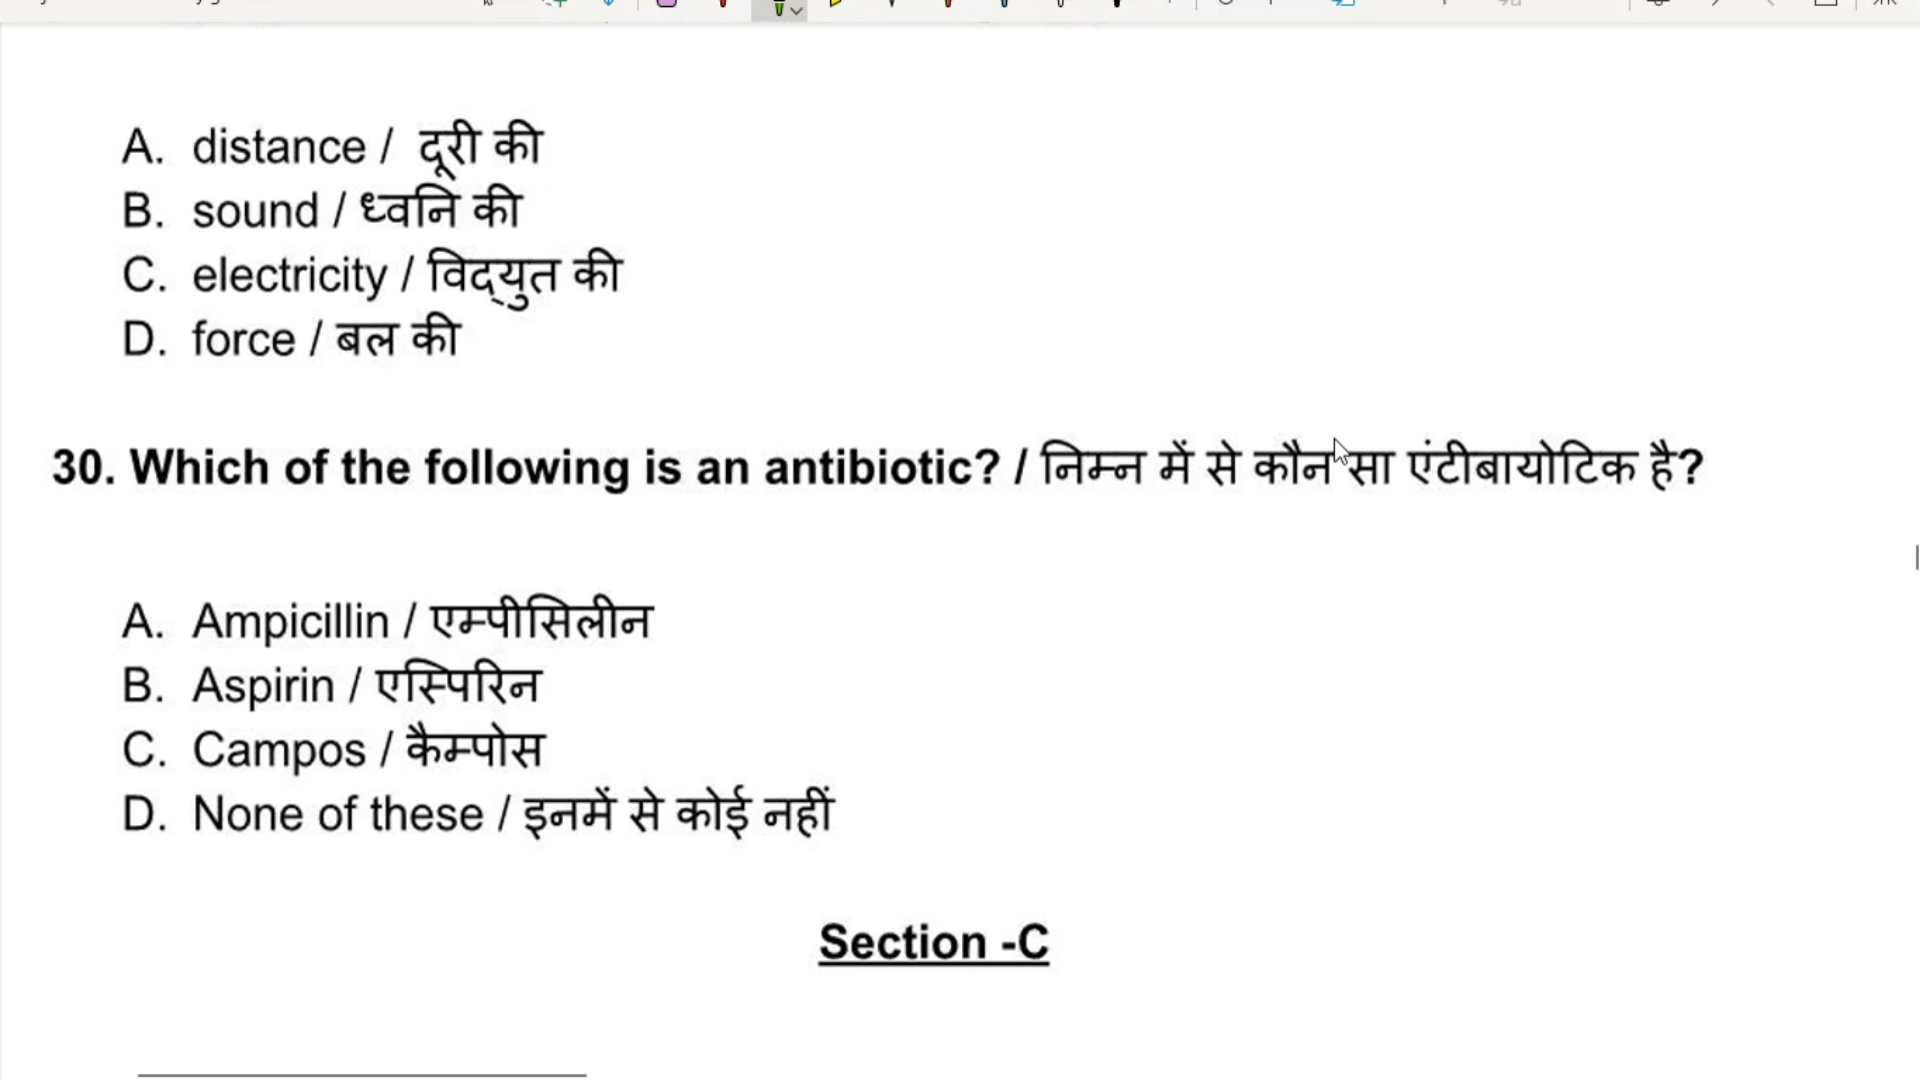 A. distance / दूरी की
B. sound / ध्वनि की
C. electricity / विद्युत की
D. force / बल की
30. Which of the following is an antibiotic? / निम्न में से कौन सा एंटीबायोटिक है?
A. Ampicillin / एम्पीसिलीन
B. Aspirin / एस्पिरिन
C. Campos / कैम्पोस
D. None of these / इनमें से कोई नहीं
Section -C